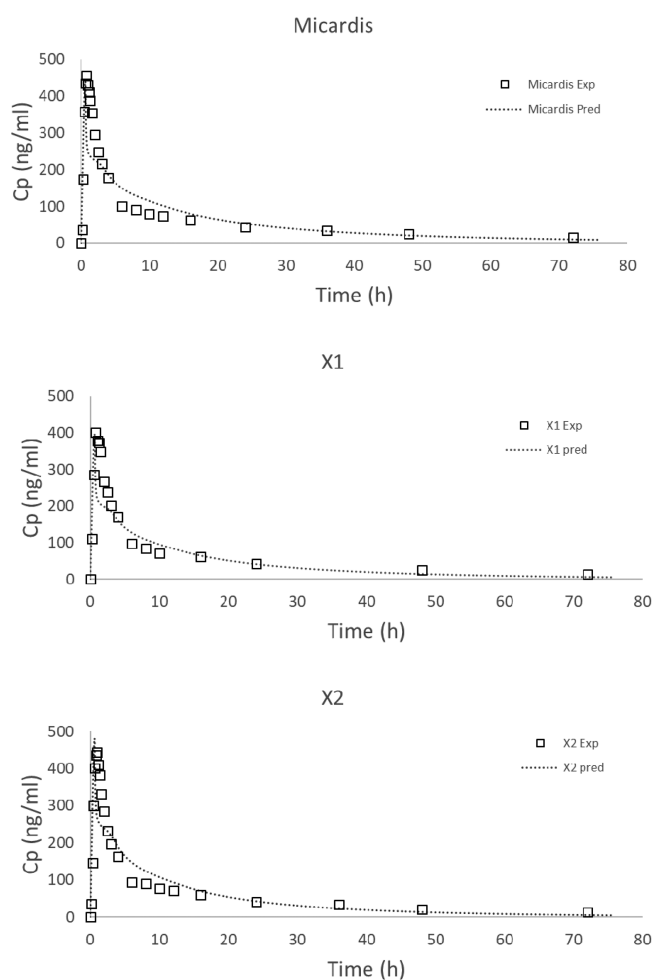 Micardis
500
400
300
200
100
0
Cp (ng/ml)
Micardis Exp
Micardis Pred
0 10 20 30 40 50 60 70 80
Time (h)
X1
500
400
300
200
100
0
Cp (ng/ml)
X1 Exp
X1 pred
0 10 20 30 40 50 60 70 80
Time (h)
X2
500
400
300
200
100
0
Cp (ng/ml)
X2 Exp
X2 pred
0 10 20 30 40 50 60 70 80
Time (h)